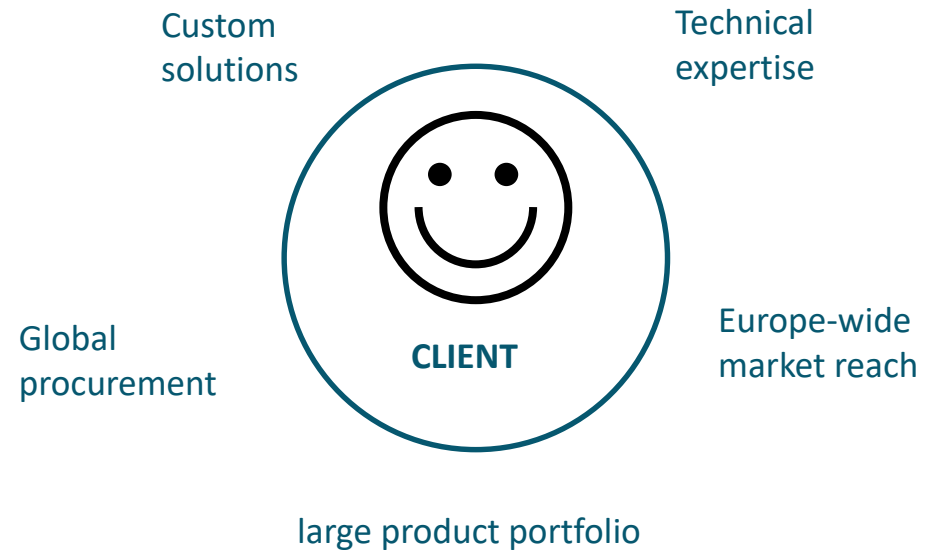 Custom
solutions
Technical
expertise
Global
procurement
CLIENT
Europe-wide
market reach
large product portfolio